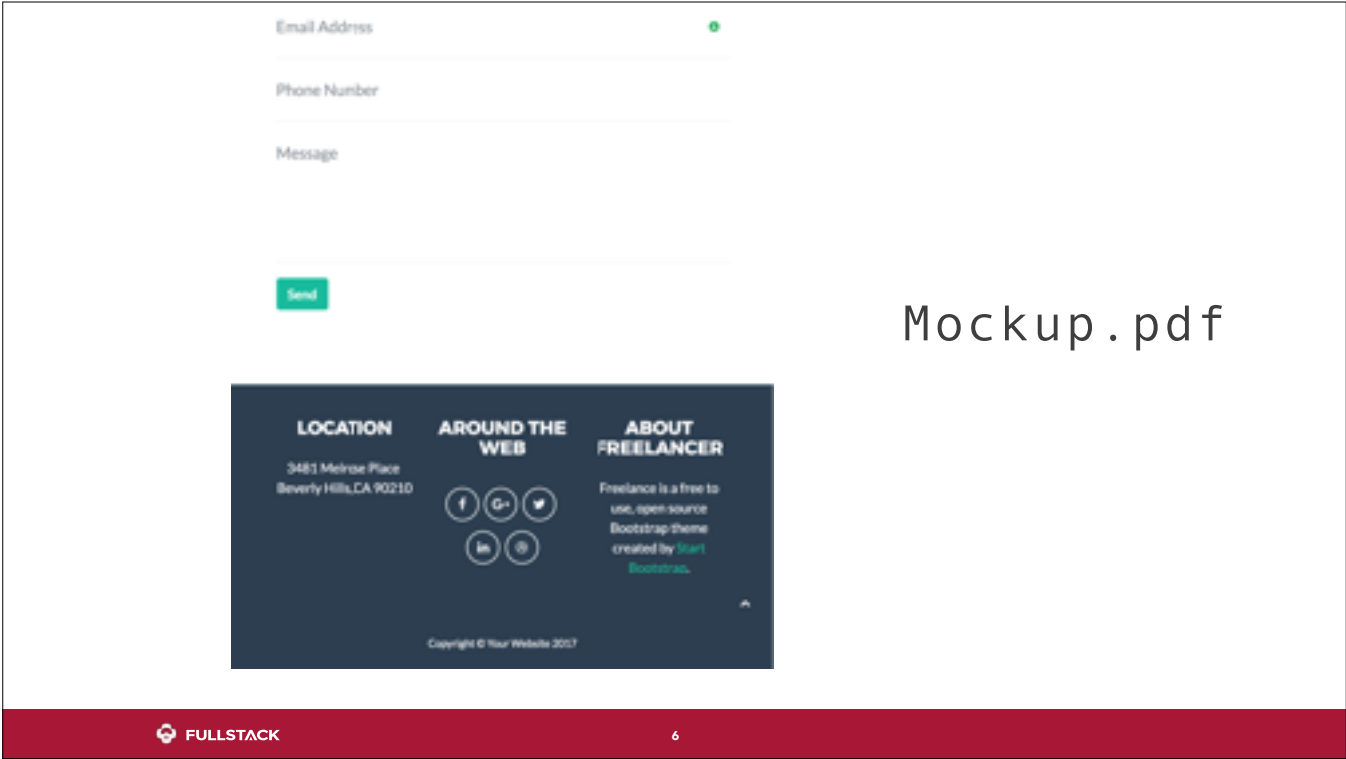 Email Address
Phone Number
Message
Send
Mockup.pdf
LOCATION
3481 Melrose Place
Beverly Hills, CA 90210
AROUND THE
WEB
f
G+
in
ABOUT
FREELANCER
Freelance is a free to
use, open source
Bootstrap theme
created by Start
Bootstrap.
Copyright © Your Website 2017
FULLSTACK
6